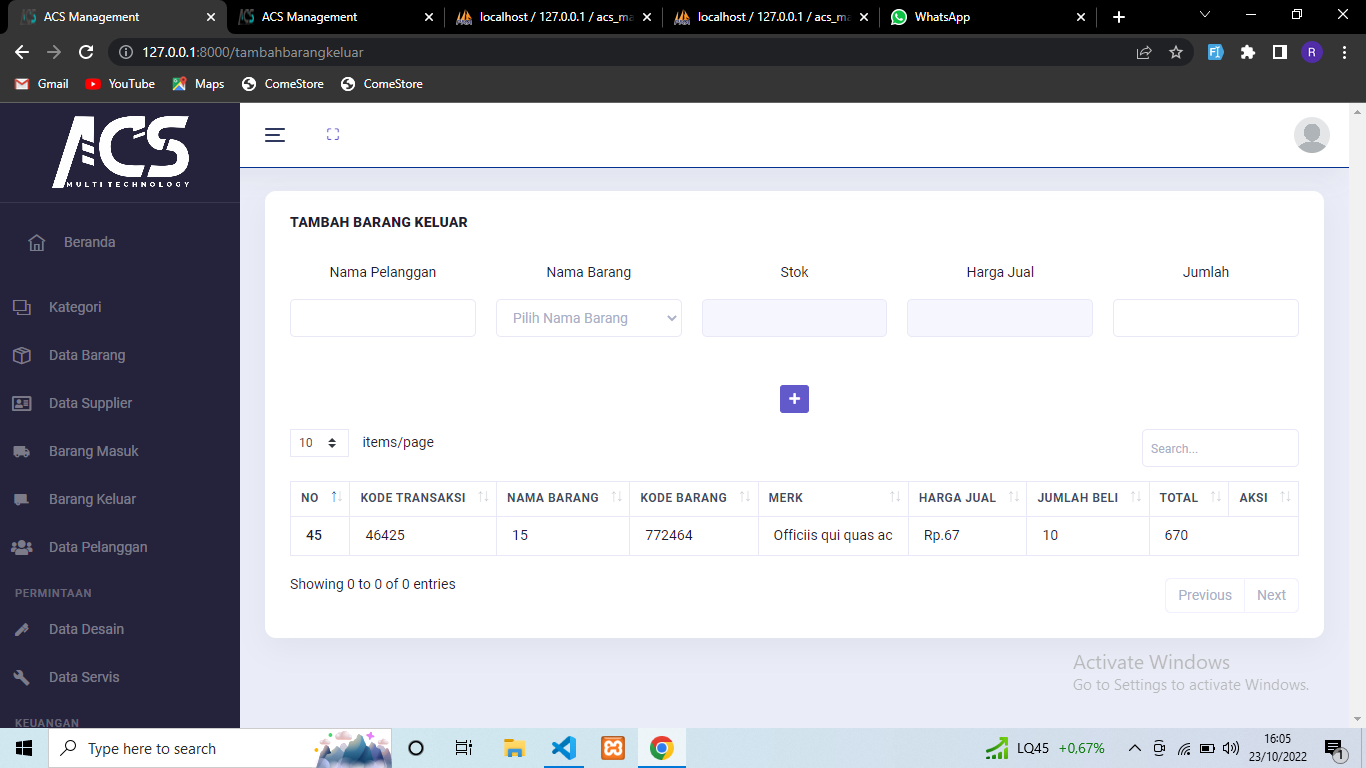 ACS Management
ACS Management
localhost / 127.0.0.1 / acs_ma
localhost / 127.0.0.1 / acs_ma
WhatsApp
127.0.0.1:8000/tambahbarangkeluar
R
Gmail
YouTube
Maps
ComeStore
ComeStore
ACS
MULTI TECHNOLOGY
Beranda
Kategori
Data Barang
Data Supplier
Barang Masuk
Barang Keluar
Data Pelanggan
PERMINTAAN
Data Desain
Data Servis
KEUANGAN
TAMBAH BARANG KELUAR
Nama Pelanggan
Nama Barang
Stok
Harga Jual
Jumlah
Pilih Nama Barang
+
10
items/page
Search...
NO KODE TRANSAKSI NAMA BARANG KODE BARANG MERK HARGA JUAL JUMLAH BELI TOTAL AKSI
45 46425 15 772464 Officiis qui quas ac Rp.67 10 670
Showing 0 to 0 of 0 entries
Previous Next
Activate Windows
Go to Settings to activate Windows.
Type here to search
LQ45 +0,67%
16:05
23/10/2022
1